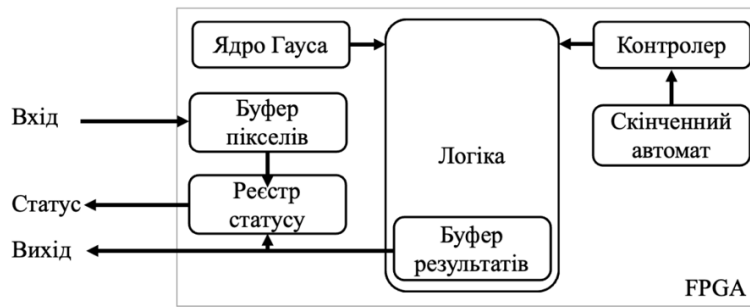 Ядро Гауса
Контролер
Вхід
Буфер
пікселів
Скінченний
автомат
Логіка
Статус
Реєстр
статусу
Вихід
Буфер
результатів
FPGA